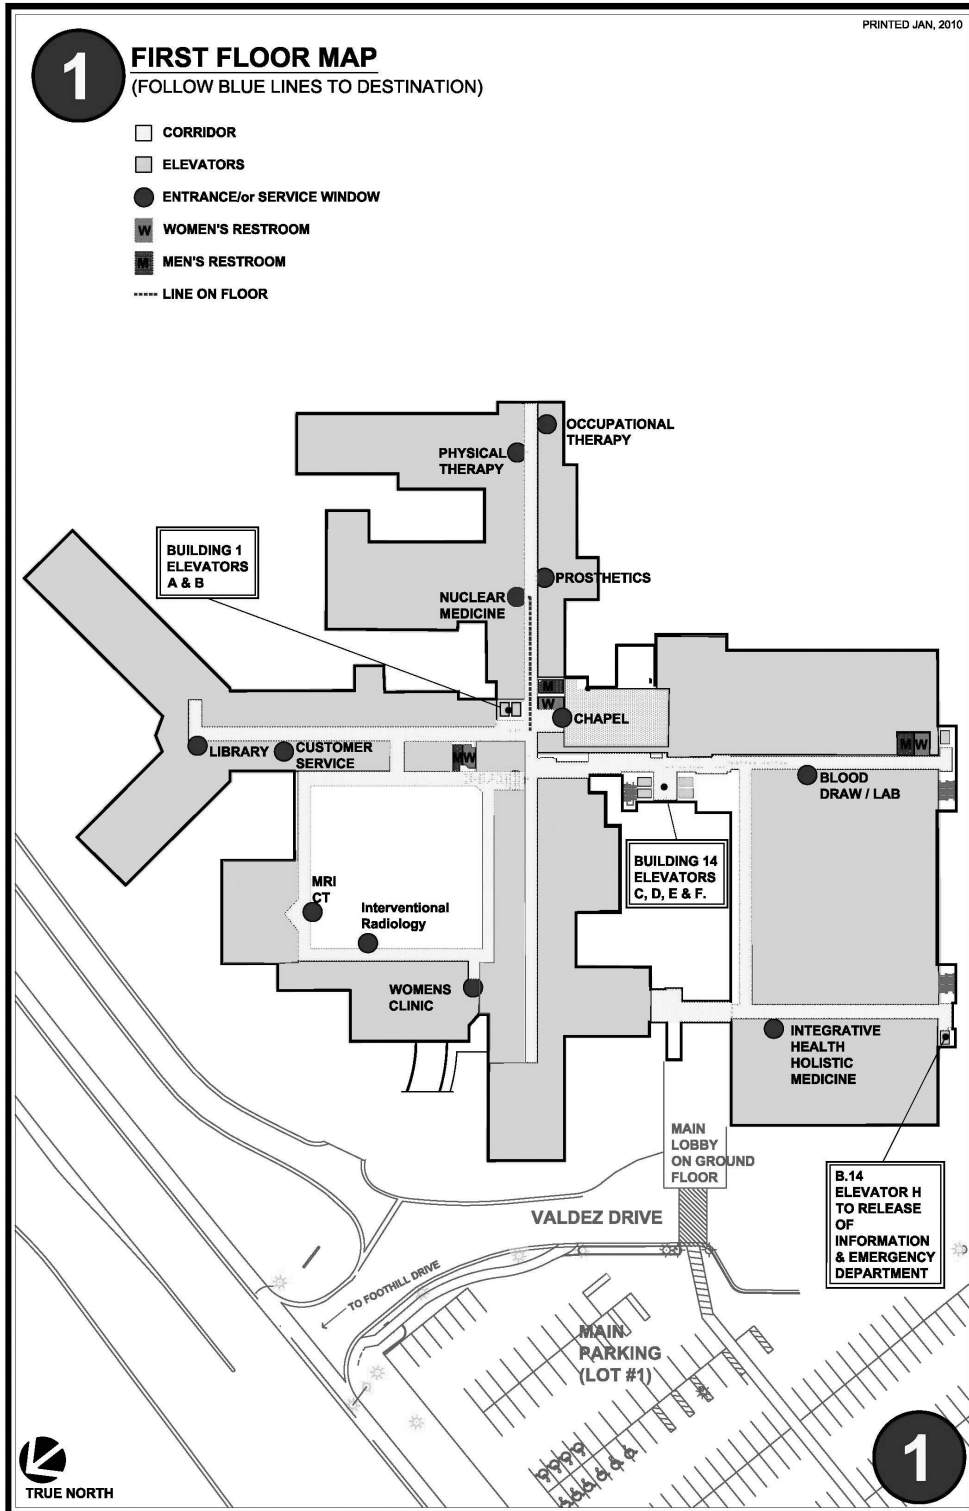 PRINTED JAN, 2010
1
FIRST FLOOR MAP
(FOLLOW BLUE LINES TO DESTINATION)
CORRIDOR
ELEVATORS
ENTRANCE/or SERVICE WINDOW
W
WOMEN'S RESTROOM
M
MEN'S RESTROOM
LINE ON FLOOR
OCCUPATIONAL
THERAPY
PHYSICAL
THERAPY
BUILDING 1
ELEVATORS
A & B
PROSTHETICS
NUCLEAR
MEDICINE
M
W
CHAPEL
LIBRARY
CUSTOMER
SERVICE
M W
M W
BLOOD
DRAW / LAB
BUILDING 14
ELEVATORS
C, D, E & F.
MRI
CT
Interventional
Radiology
WOMENS
CLINIC
INTEGRATIVE
HEALTH
HOLISTIC
MEDICINE
MAIN
LOBBY
ON GROUND
FLOOR
B.14
ELEVATOR H
TO RELEASE
OF
INFORMATION
& EMERGENCY
DEPARTMENT
VALDEZ DRIVE
TO FOOTHILL DRIVE
MAIN
PARKING
(LOT #1)
TRUE NORTH
1